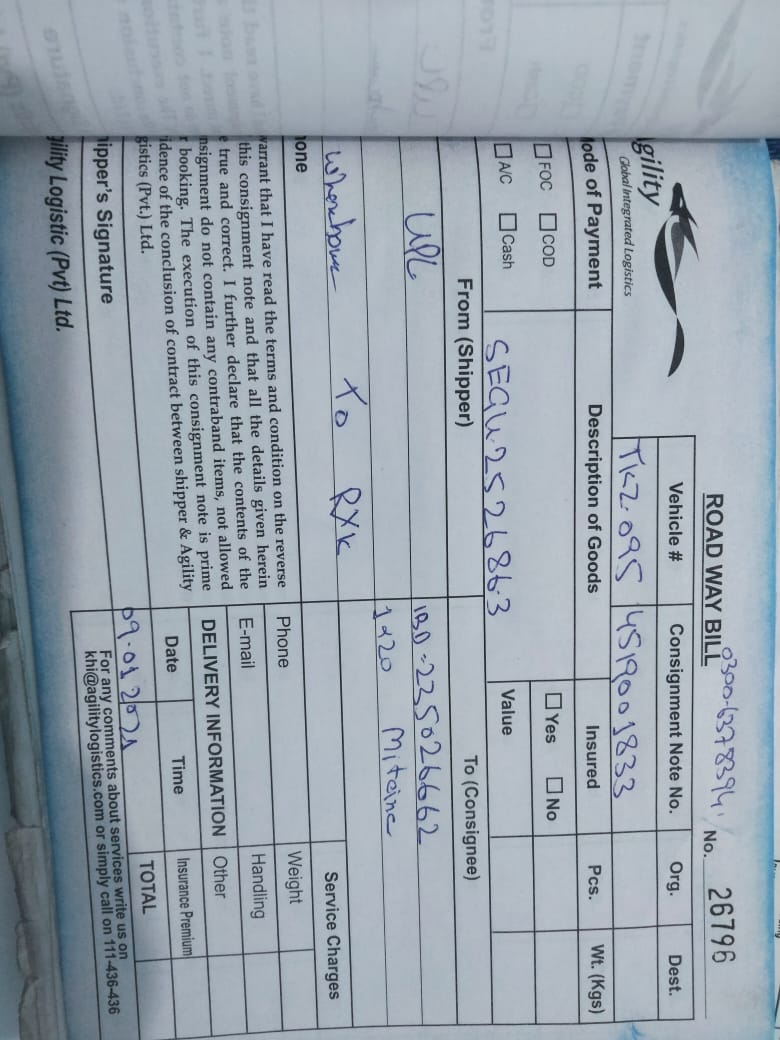 0300-6378394
ROAD WAY BILL No. 26796
gility
Global Integrated Logistics
Vehicle # Consignment Note No. Org. Dest.
TKZ-095 4519001833
ode of Payment Description of Goods Insured Pcs. Wt. (Kgs)
FOC COD Yes No
A/C Cash Value
SEGU-2526863
From (Shipper) To (Consignee)
UPL IBD-235026662
1x20
To RXK
Service Charges
one
Phone Weight
E-mail Handling
DELIVERY INFORMATION Other
Date Time Insurance Premium
09-01 2021 TOTAL
warrant that I have read the terms and condition on the reverse
this consignment note and that all the details given herein
e true and correct. I further declare that the contents of the
nsignment do not contain any contraband items, not allowed
r booking. The execution of this consignment note is prime
idence of the conclusion of contract between shipper & Agility
gistics (Pvt.) Ltd.
hipper's Signature
For any comments about services write us on
khi@agilitylogistics.com or simply call on 111-436-436
gility Logistic (Pvt) Ltd.